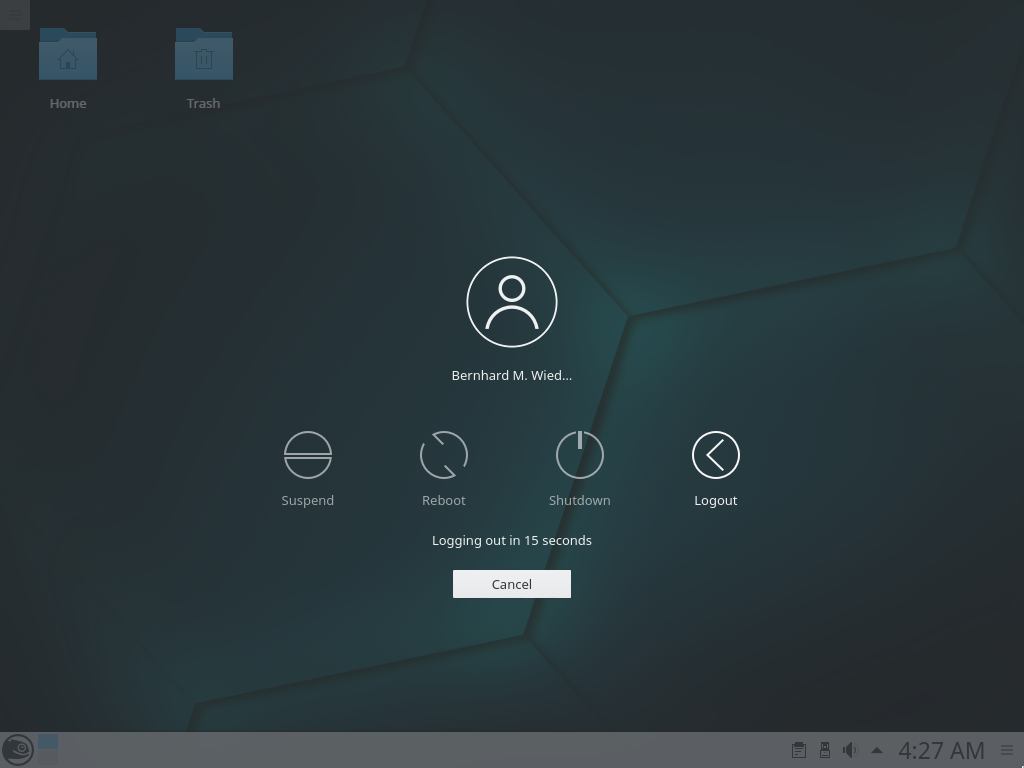 Home
Trash
Bernhard M. Wied...
Suspend
Reboot
Shutdown
Logout
Logging out in 15 seconds
Cancel
4:27 AM